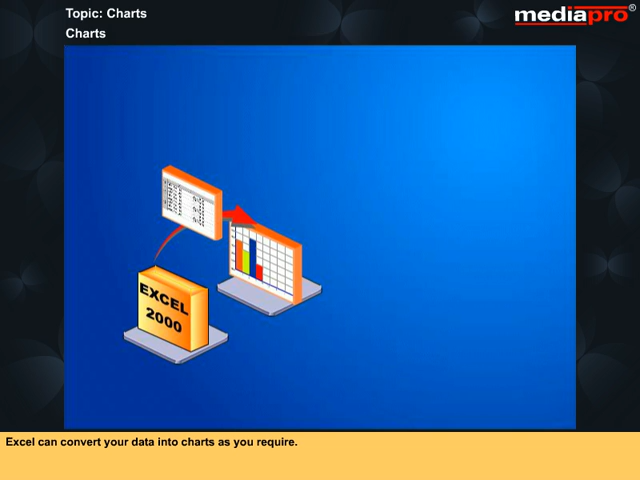 Topic: Charts
mediapro®
Charts
EXCEL
2000
Excel can convert your data into charts as you require.